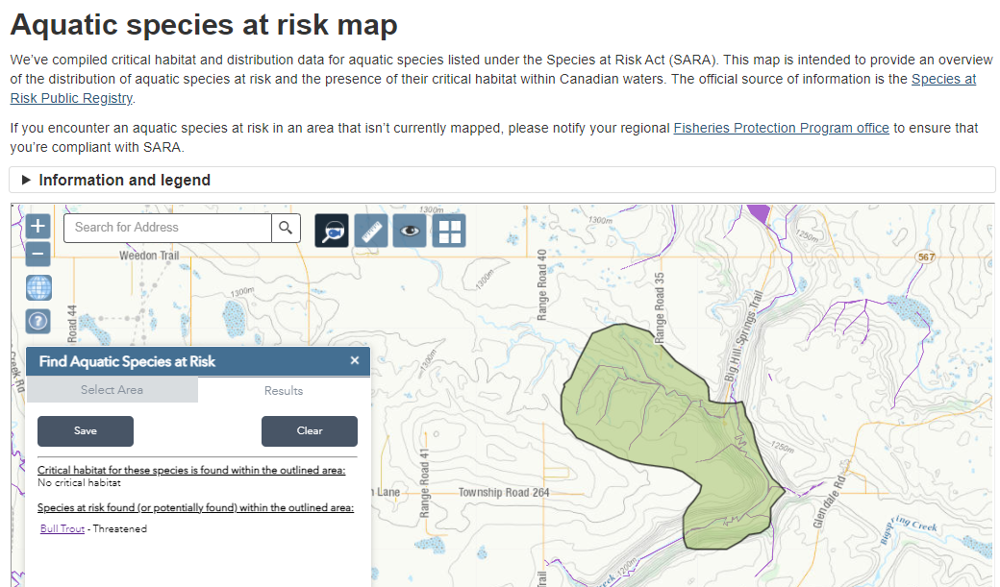 Aquatic species at risk map
We've compiled critical habitat and distribution data for aquatic species listed under the Species at Risk Act (SARA). This map is intended to provide an overview
of the distribution of aquatic species at risk and the presence of their critical habitat within Canadian waters. The official source of information is the Species at
Risk Public Registry.
If you encounter an aquatic species at risk in an area that isn't currently mapped, please notify your regional Fisheries Protection Program office to ensure that
you're compliant with SARA.
Information and legend
+
Search for Address
1300m
1300m
1250m
−
Weedon Trail
567
1300m
1300m
?
Road 44
Range Road 40
Range Road 35
Big Hill Springs Trail
1300m
Creek Rd
Find Aquatic Species at Risk ×
Select Area
Results
Save
Clear
1250m
Critical habitat for these species is found within the outlined area:
No critical habitat
Range Road 41
Lane
Township Road 264
Glendale Rd
Species at risk found (or potentially found) within the outlined area:
Bull Trout - Threatened
Bigspring Creek
1200m
rail
eek